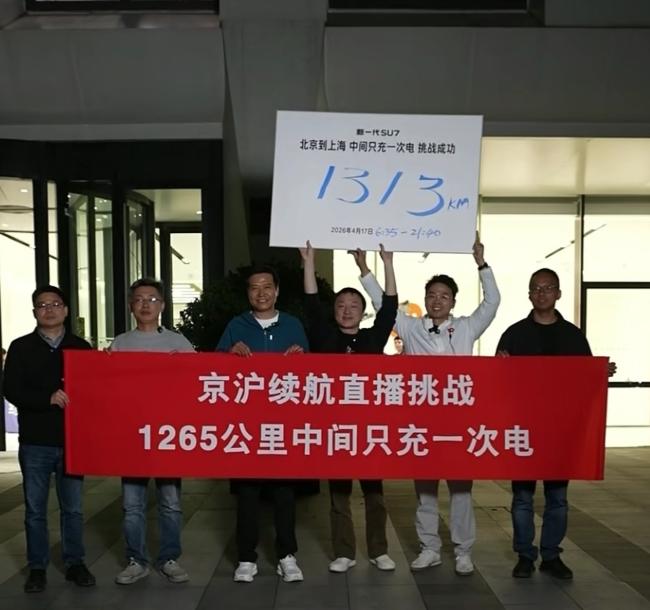 新一代SU7
北京到上海 中间只充一次电 挑战成功
1313KM
2026年4月17日 6:35-21:40
京沪续航直播挑战
1265公里中间只充一次电